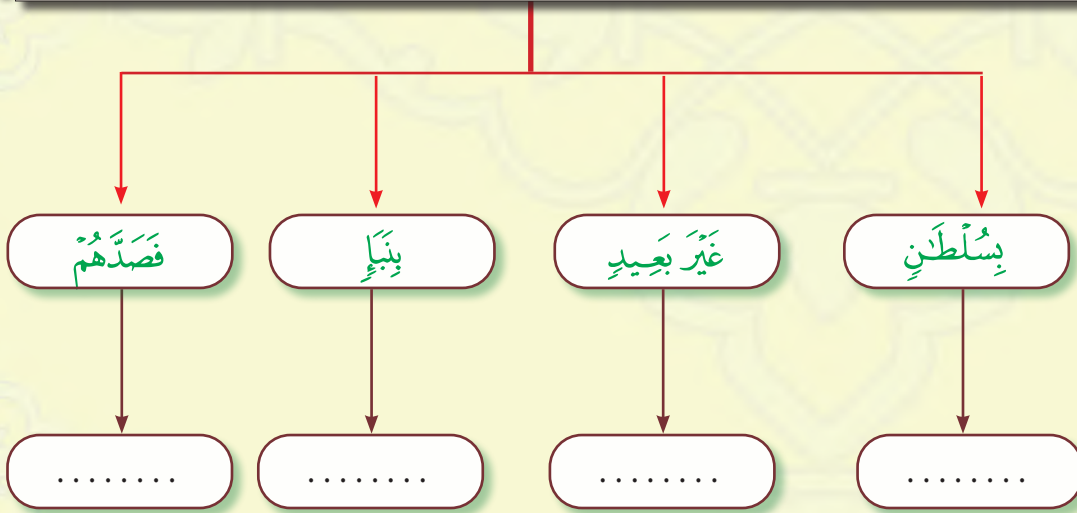 بِسُلْطَٰنٍ
غَيْرَ بَعِيدٍ
بِنَبَإٍ
فَصَدَّهُمْ
........
........
........
........